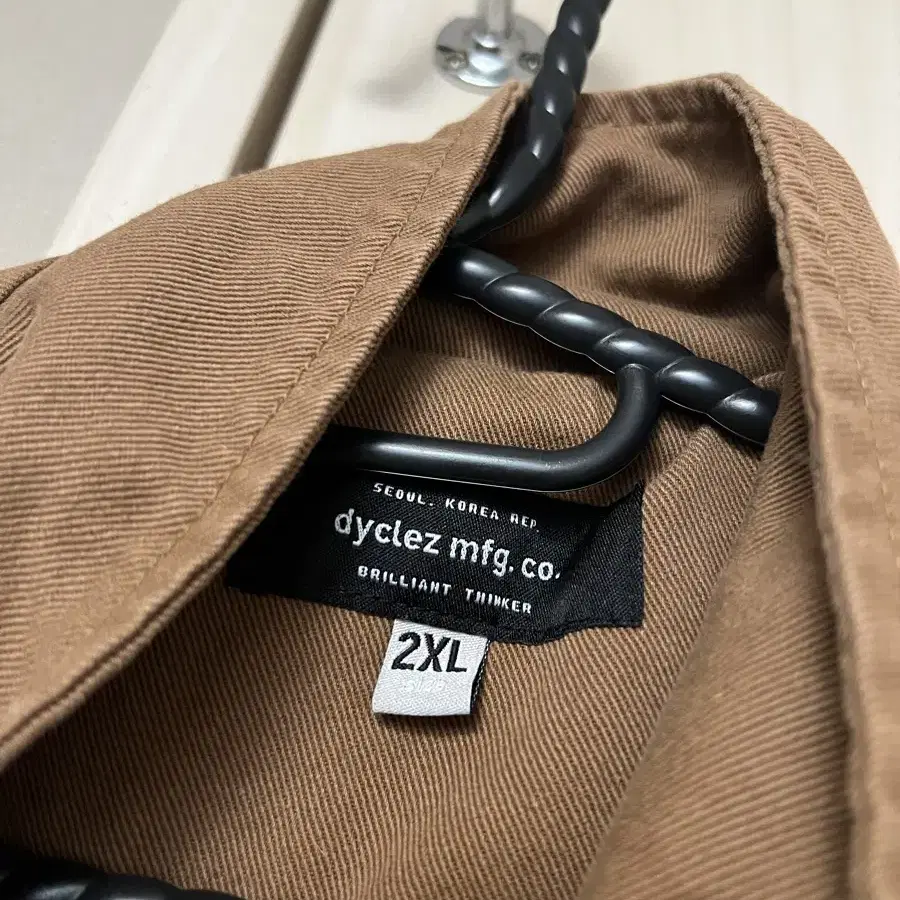 SEOUL. KOREA REP.
dyclez mfg. co.
BRILLIANT THINKER
2XL